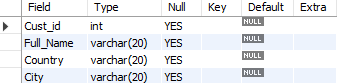 Field Type Null Key Default Extra
Cust_id int YES NULL
Full_Name varchar(20) YES NULL
Country varchar(20) YES NULL
City varchar(20) YES NULL